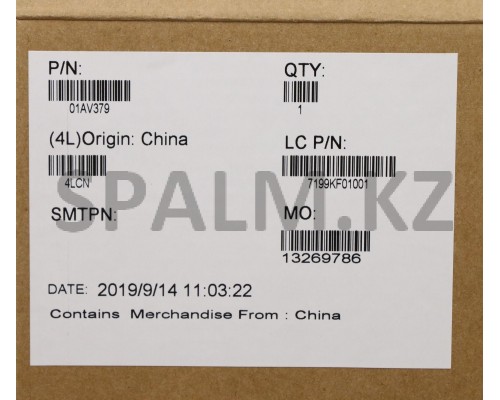 P/N:
01AV379
QTY:
1
(4L)Origin: China
4LCN
LC P/N:
7199KF01001
SPALM.KZ
SMTPN:
MO:
13269786
DATE: 2019/9/14 11:03:22
Contains Merchandise From : China